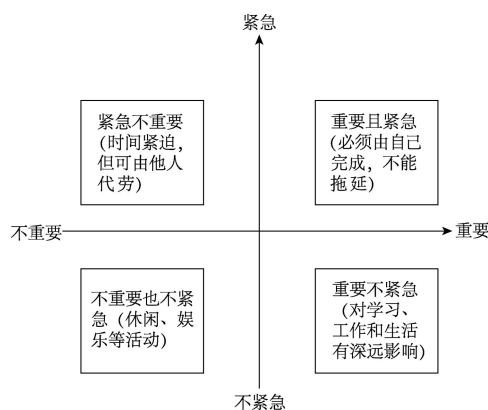 紧急
紧急不重要
(时间紧迫,
但可由他人
代劳)
重要且紧急
(必须由自己
完成，不能
拖延)
不重要
重要
不重要也不紧
急（休闲、娱
乐等活动）
重要不紧急
(对学习、
工作和生活
有深远影响)
不紧急